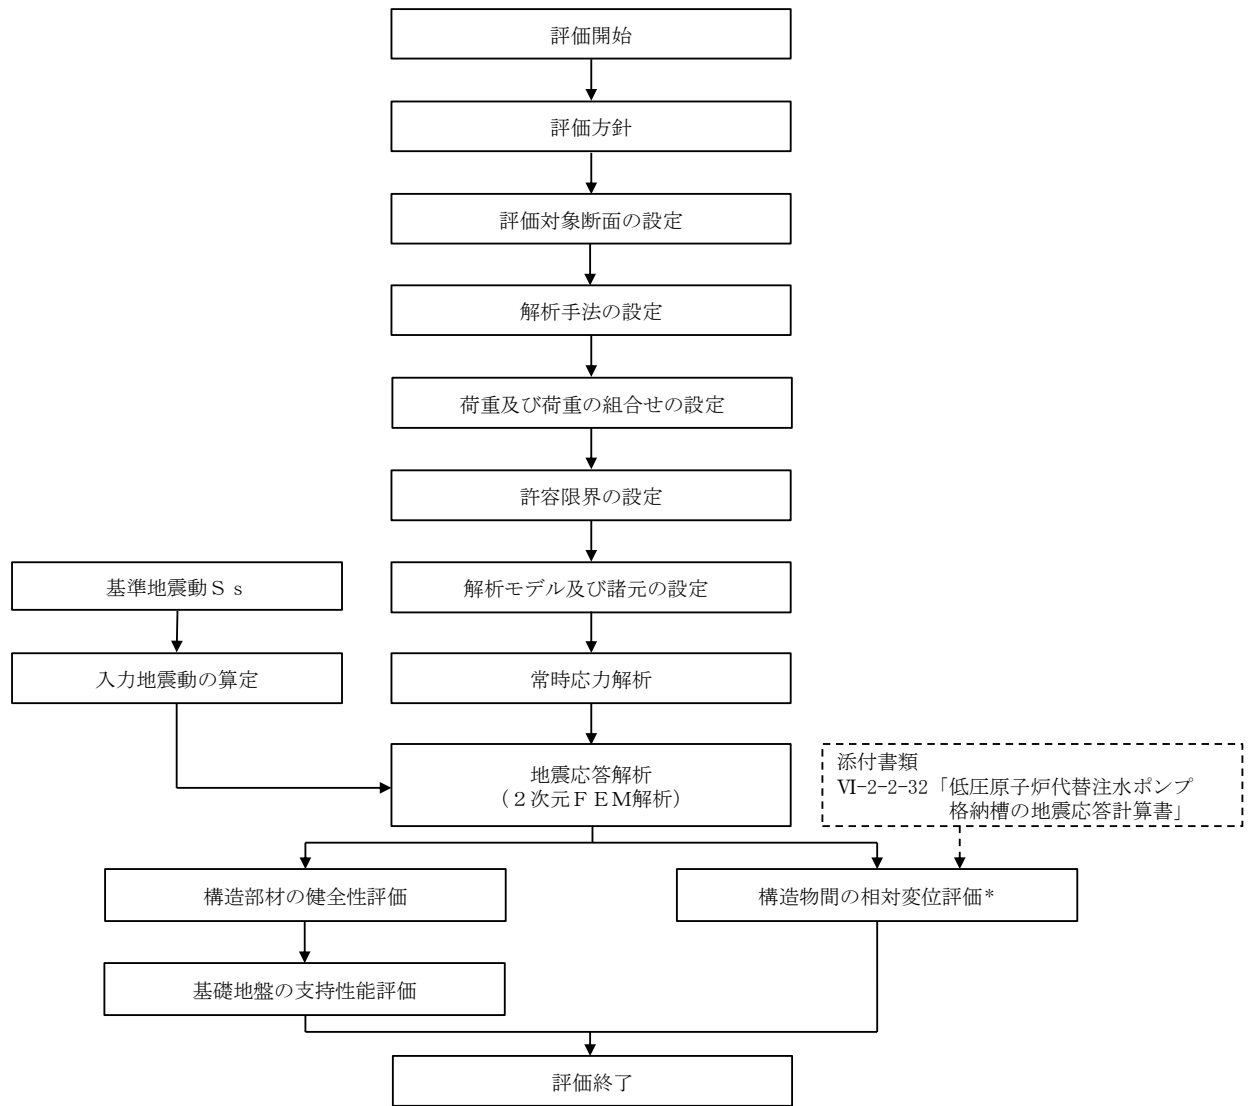 評価開始
評価方針
評価対象断面の設定
解析手法の設定
荷重及び荷重の組合せの設定
許容限界の設定
基準地震動Ｓｓ
解析モデル及び諸元の設定
入力地震動の算定
常時応力解析
地震応答解析
（２次元ＦＥＭ解析）
添付書類
Ⅵ-2-2-32「低圧原子炉代替注水ポンプ
格納槽の地震応答計算書」
構造部材の健全性評価
構造物間の相対変位評価*
基礎地盤の支持性能評価
評価終了